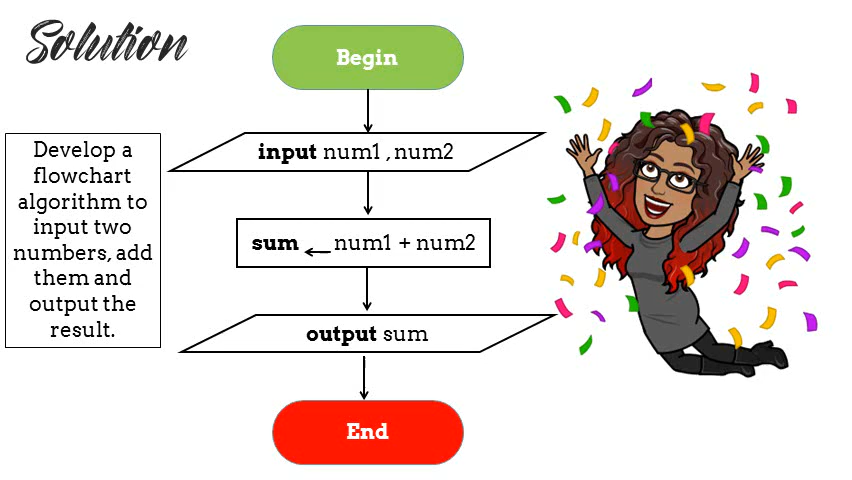 Solution
Begin
Develop a
flowchart
algorithm to
input two
numbers, add
them and
output the
result.
input num1 , num2
sum ← num1 + num2
output sum
End